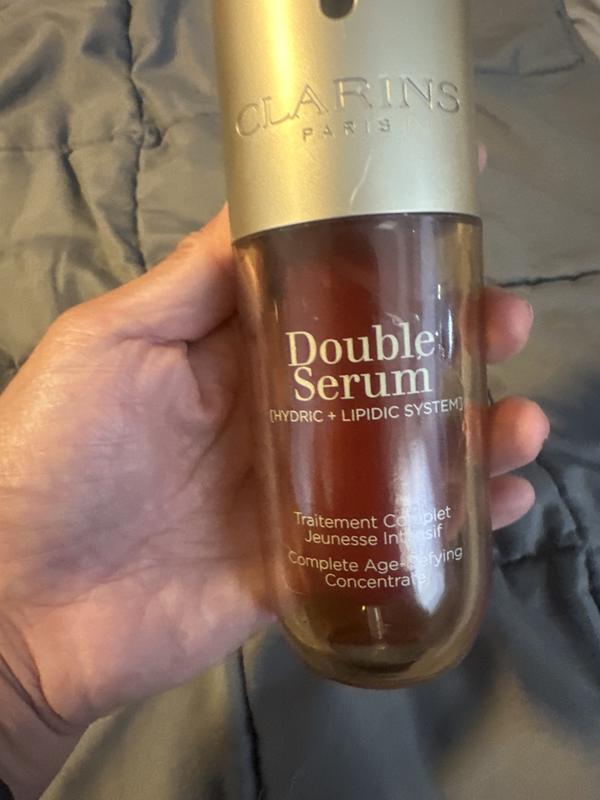 CLARINS
PARIS
Double
Serum
[HYDRIC + LIPIDIC SYSTEM]
Traitement Complet
Jeunesse Intensif
Complete Age-Defying
Concentrate